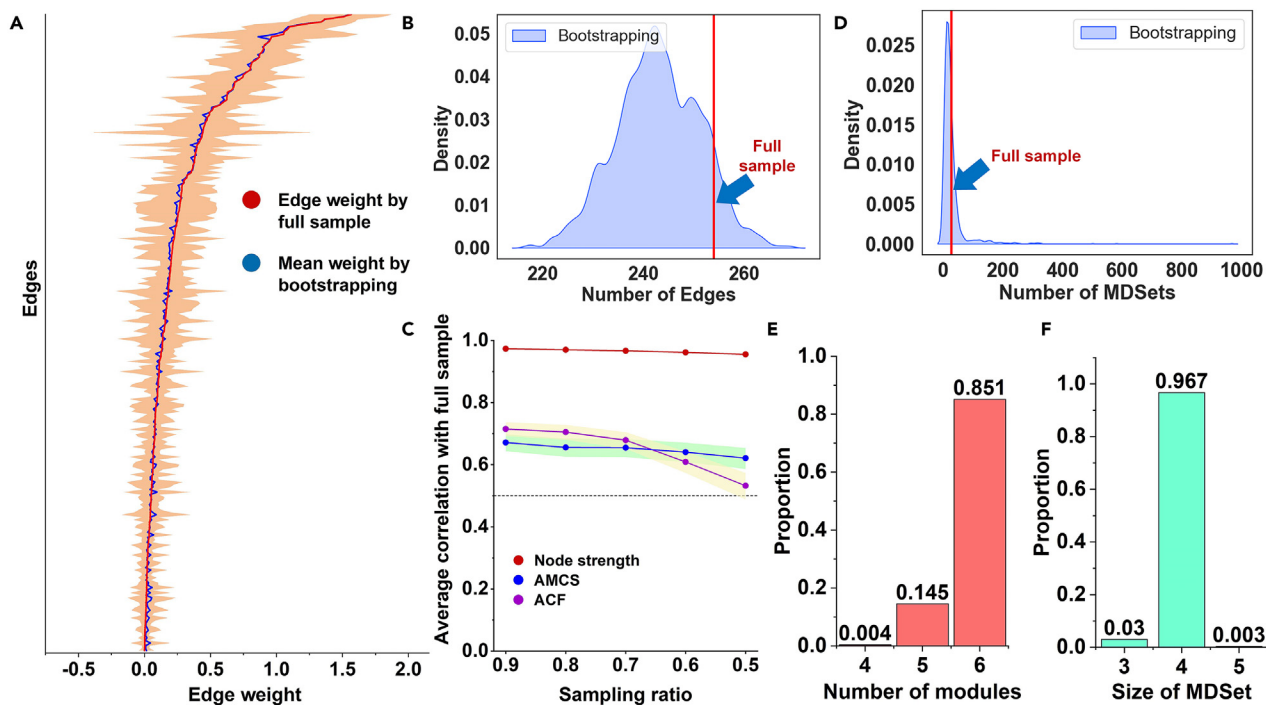 A
Edges
Edge weight by
full sample
Mean weight by
bootstrapping
-0.5
0.0
0.5
1.0
1.5
2.0
Edge weight
B
Bootstrapping
Density
0.05
0.04
0.03
0.02
0.01
0.00
Full
sample
220
240
260
Number of Edges
D
Bootstrapping
Density
0.025
0.020
0.015
0.010
0.005
0.000
Full sample
0
200
400
600
800
1000
Number of MDSets
C
Average correlation with full sample
1.0
0.8
0.6
0.4
0.2
0.0
Node strength
AMCS
ACF
0.9
0.8
0.7
0.6
0.5
Sampling ratio
E
Proportion
1.0
0.8
0.6
0.4
0.2
0.0
0.004
0.145
0.851
4
5
6
Number of modules
F
Proportion
1.0
0.8
0.6
0.4
0.2
0.0
0.03
0.967
0.003
3
4
5
Size of MDSet